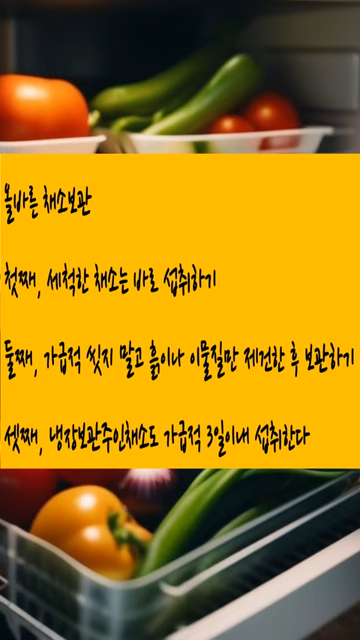 올바른 채소보관
첫째, 세척한 채소는 바로 섭취하기
둘째, 가급적 씻지 말고 흙이나 이물질만 제건한 후 보관하기
셋째, 냉장보관주인채소도 가급적 3일이내 섭취한다